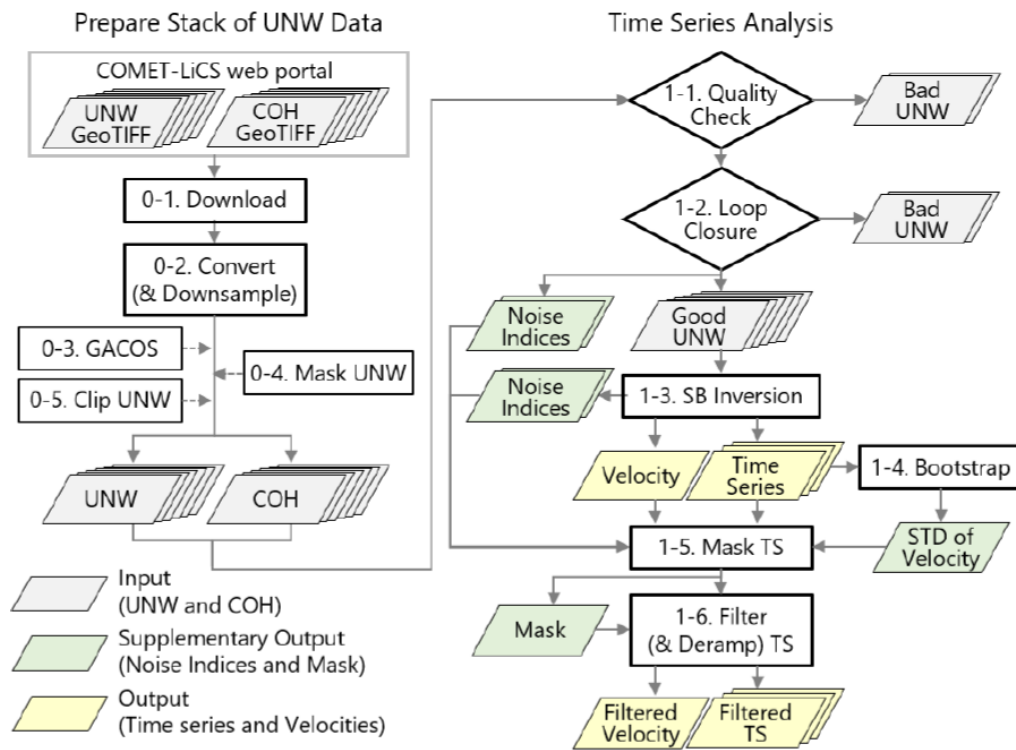 Prepare Stack of UNW Data
COMET-LiCS web portal
UNW
GeoTIFF
COH
GeoTIFF
0-1. Download
0-2. Convert
(& Downsample)
0-3. GACOS
0-4. Mask UNW
0-5. Clip UNW
UNW
COH
Input
(UNW and COH)
Supplementary Output
(Noise Indices and Mask)
Output
(Time series and Velocities)
Time Series Analysis
1-1. Quality
Check
Bad
UNW
1-2. Loop
Closure
Bad
UNW
Noise
Indices
Good
UNW
Noise
Indices
1-3. SB Inversion
Velocity
Time
Series
1-4. Bootstrap
1-5. Mask TS
STD of
Velocity
Mask
1-6. Filter
(& Deramp) TS
Filtered
Velocity
Filtered
TS